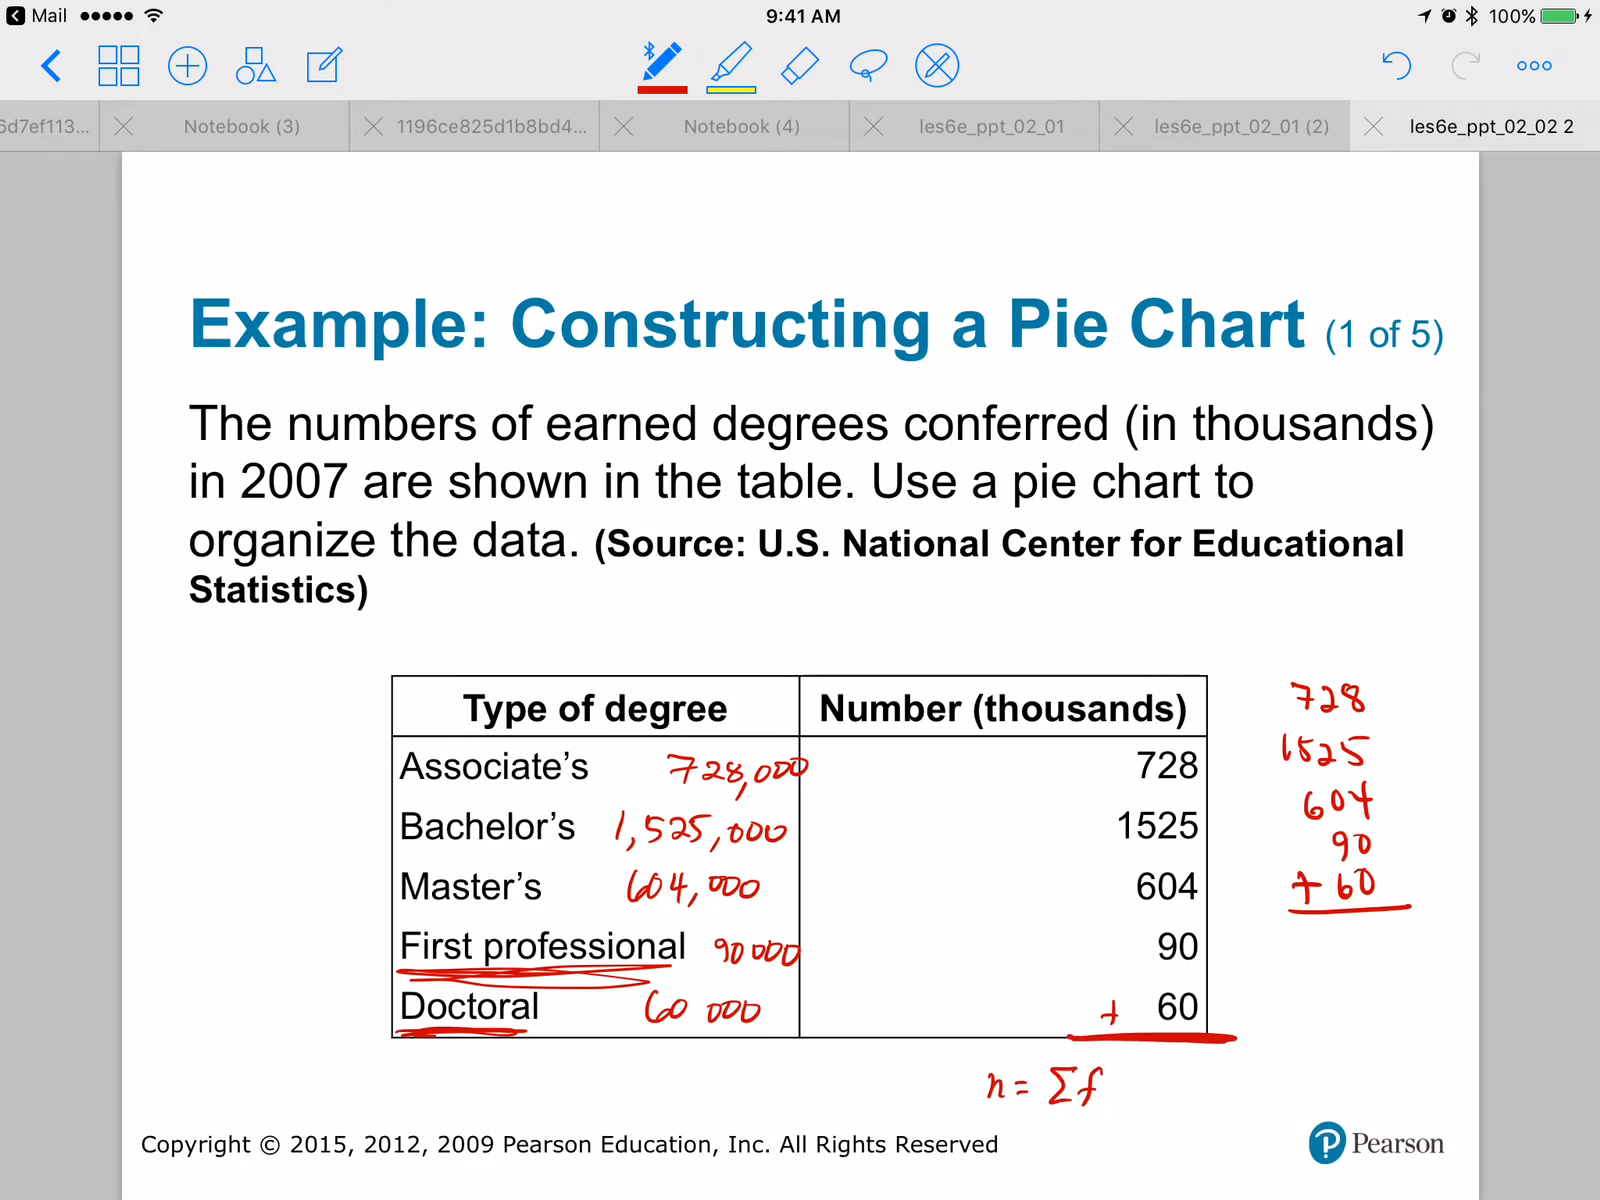 Mail
9:41 AM
100%
6d7ef113...
Notebook (3)
1196ce825d1b8bd4...
Notebook (4)
les6e_ppt_02_01
les6e_ppt_02_01 (2)
les6e_ppt_02_02 2
Example: Constructing a Pie Chart (1 of 5)
The numbers of earned degrees conferred (in thousands)
in 2007 are shown in the table. Use a pie chart to
organize the data. (Source: U.S. National Center for Educational
Statistics)
Type of degree Number (thousands)
Associate’s 728,000 728
Bachelor’s 1,525,000 1525
Master’s 604,000 604
First professional 90 000 90
Doctoral 60 000 + 60
n = Σf
728
1525
604
90
+ 60
Copyright © 2015, 2012, 2009 Pearson Education, Inc. All Rights Reserved
P Pearson